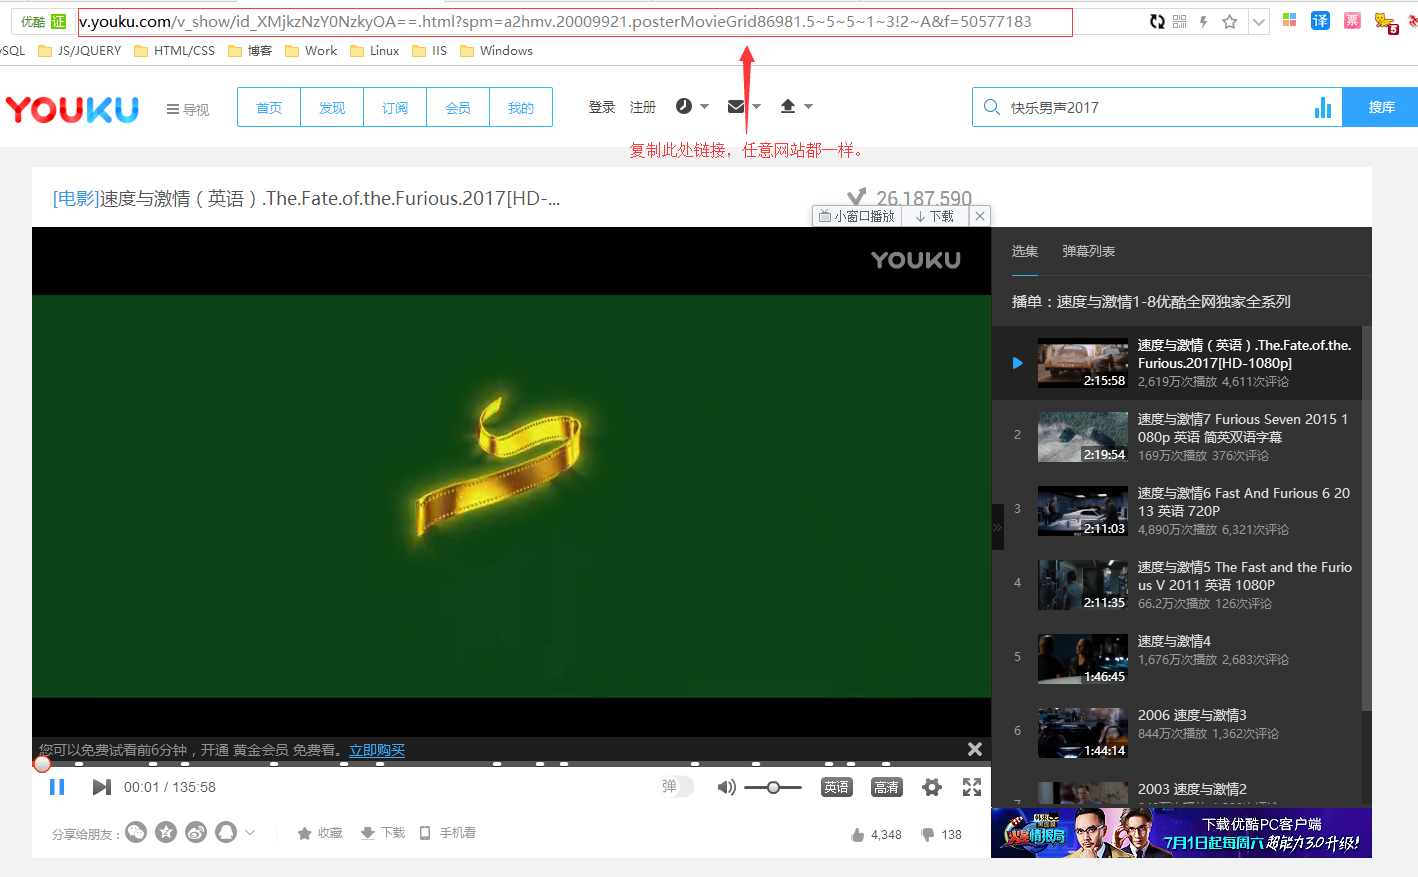 优酷 证 v.youku.com/v_show/id_XMjkzNzY0NzkyOA==.html?spm=a2hmv.20009921.posterMovieGrid86981.5~5~5~1~3!2~A&f=50577183 译 票 5
SQL JS/JQUERY HTML/CSS 博客 Work Linux IIS Windows
YOUKU 导视 首页 发现 订阅 会员 我的 登录 注册 快乐男声2017 搜库
复制此处链接，任意网站都一样。
[电影]速度与激情（英语）.The.Fate.of.the.Furious.2017[HD-... 26,187,590
小窗口播放 下载
YOUKU
选集 弹幕列表
播单：速度与激情1-8优酷全网独家全系列
速度与激情（英语）.The.Fate.of.the.
Furious.2017[HD-1080p]
2:15:58 2,619万次播放 4,611次评论
2 速度与激情7 Furious Seven 2015 1
080p 英语 简英双语字幕
2:19:54 169万次播放 376次评论
3 速度与激情6 Fast And Furious 6 20
13 英语 720P
2:11:03 4,890万次播放 6,321次评论
4 速度与激情5 The Fast and the Furio
us V 2011 英语 1080P
2:11:35 66.2万次播放 126次评论
5 速度与激情4
1,676万次播放 2,683次评论
1:46:45
6 2006 速度与激情3
844万次播放 1,362次评论
1:44:14
2003 速度与激情2
您可以免费试看前6分钟，开通 黄金会员 免费看。立即购买
00:01 / 135:58 弹 英语 高清
分享给朋友： 收藏 下载 手机看 4,348 138
火星情报局 下载优酷PC客户端
7月1日起每周六 超能力3.0升级！